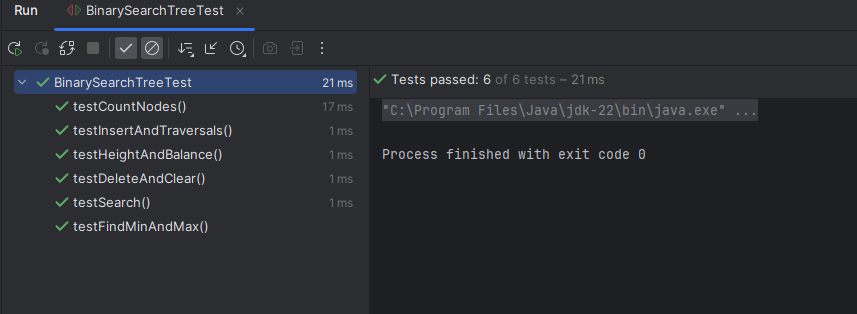 Run BinarySearchTreeTest ×
BinarySearchTreeTest 21 ms
testCountNodes() 17 ms
testInsertAndTraversals() 1 ms
testHeightAndBalance() 1 ms
testDeleteAndClear() 1 ms
testSearch() 1 ms
testFindMinAndMax()
Tests passed: 6 of 6 tests – 21 ms
"C:\Program Files\Java\jdk-22\bin\java.exe" ...
Process finished with exit code 0